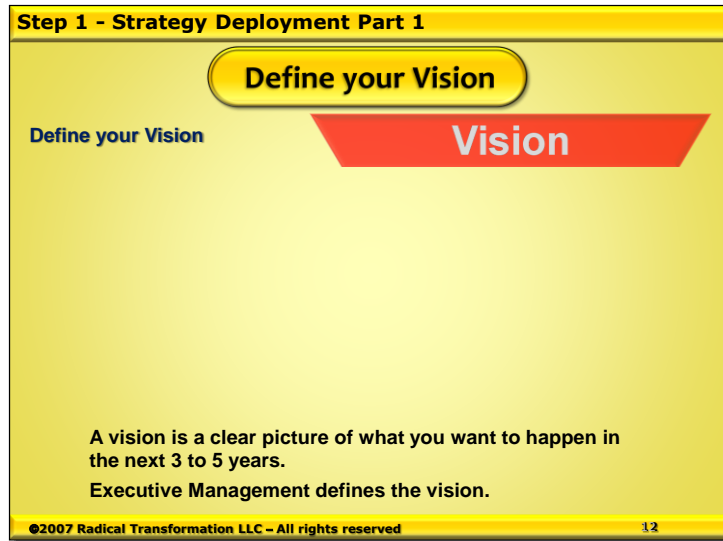 Step 1 - Strategy Deployment Part 1
Define your Vision
Define your Vision
Vision
A vision is a clear picture of what you want to happen in
the next 3 to 5 years.
Executive Management defines the vision.
©2007 Radical Transformation LLC – All rights reserved
12